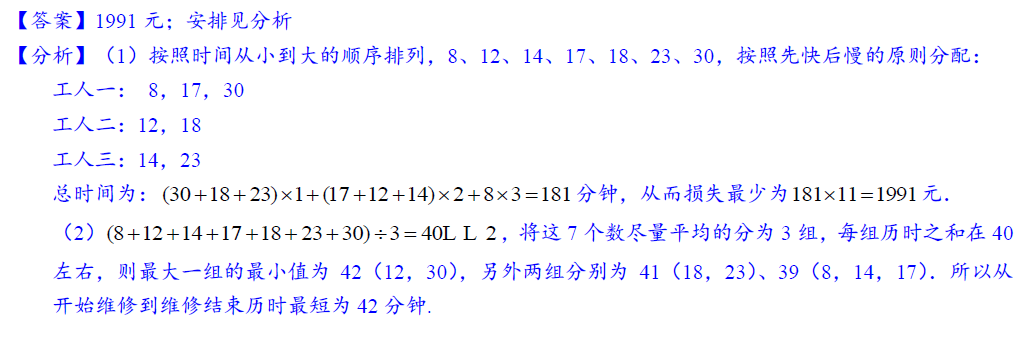 【答案】1991 元；安排见分析
【分析】（1）按照时间从小到大的顺序排列，8、12、14、17、18、23、30，按照先快后慢的原则分配：
工人一： 8，17，30
工人二：12，18
工人三：14，23
总时间为：(30+18+23)×1+(17+12+14)×2+8×3=181 分钟，从而损失最少为 181×11=1991 元．
（2）(8+12+14+17+18+23+30)÷3=40L L 2，将这 7 个数尽量平均的分为 3 组，每组历时之和在 40
左右，则最大一组的最小值为 42（12，30），另外两组分别为 41（18，23）、39（8，14，17）．所以从
开始维修到维修结束历时最短为 42 分钟.